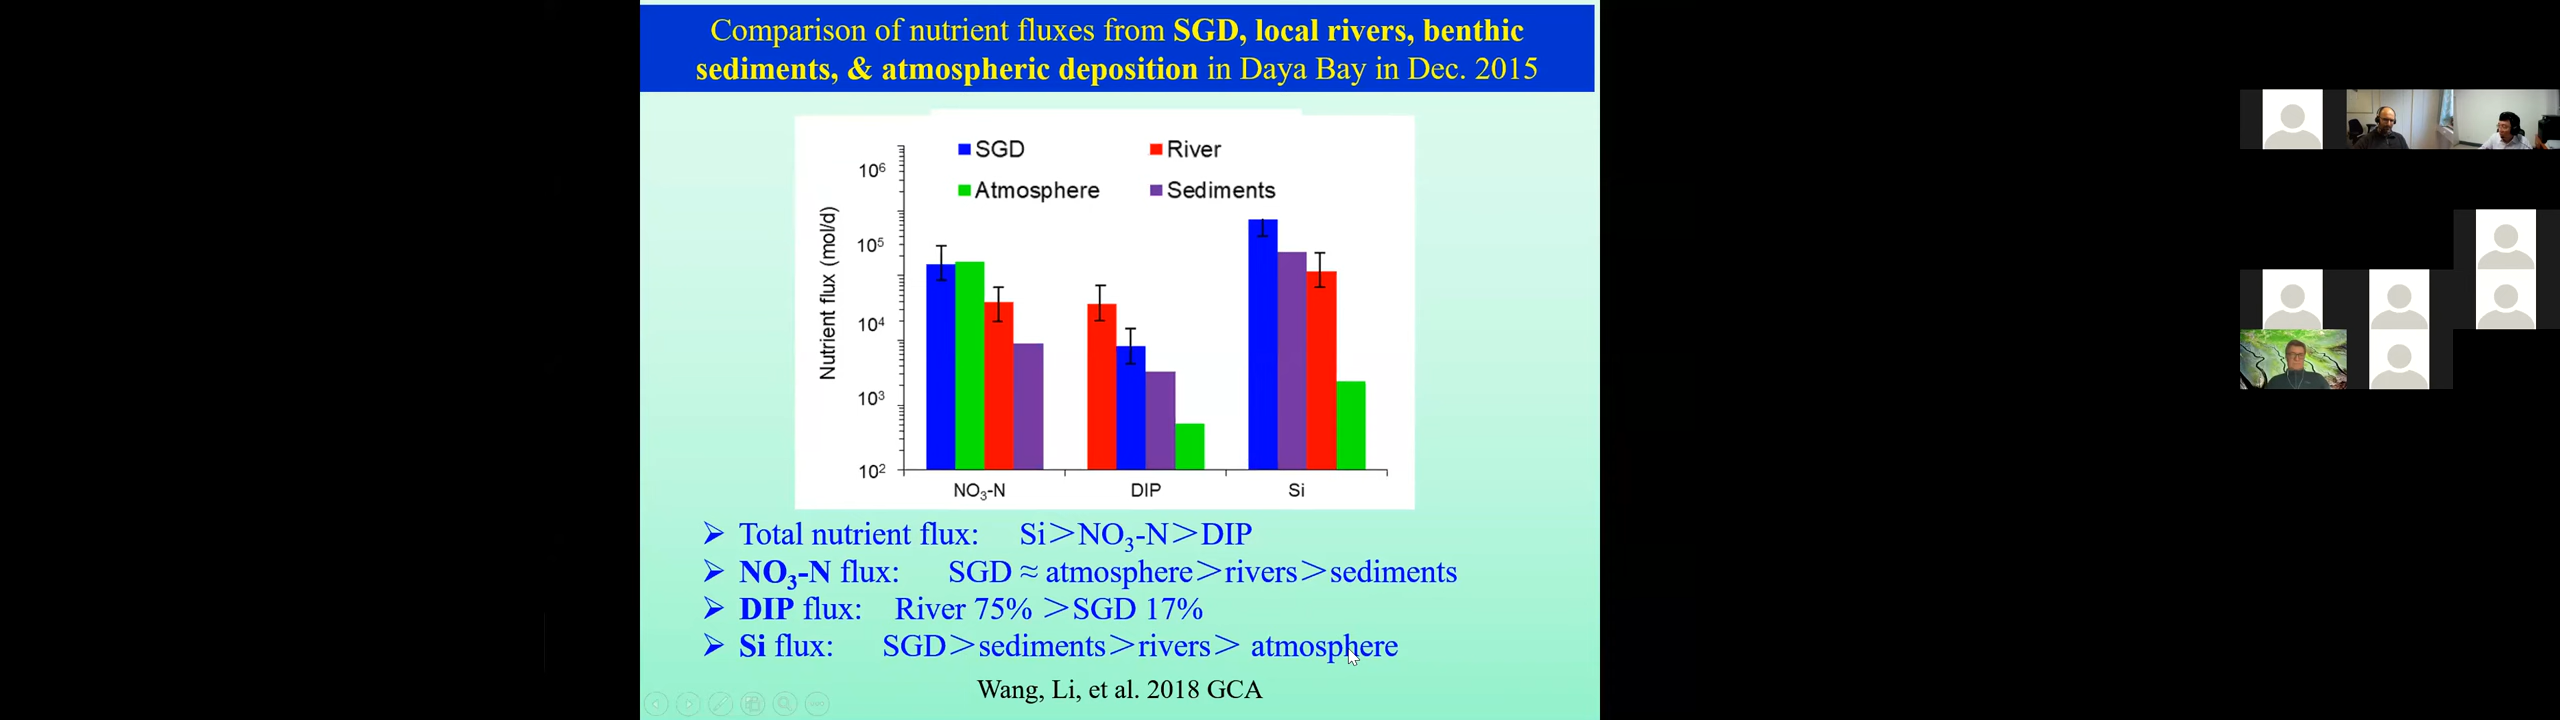 Comparison of nutrient fluxes from SGD, local rivers, benthic
sediments, & atmospheric deposition in Daya Bay in Dec. 2015
SGD
River
Atmosphere
Sediments
Nutrient flux (mol/d)
10⁶
10⁵
10⁴
10³
10²
NO₃-N
DIP
Si
➢ Total nutrient flux: Si＞NO₃-N＞DIP
➢ NO₃-N flux: SGD ≈ atmosphere＞rivers＞sediments
➢ DIP flux: River 75% ＞SGD 17%
➢ Si flux: SGD＞sediments＞rivers＞ atmosphere
Wang, Li, et al. 2018 GCA